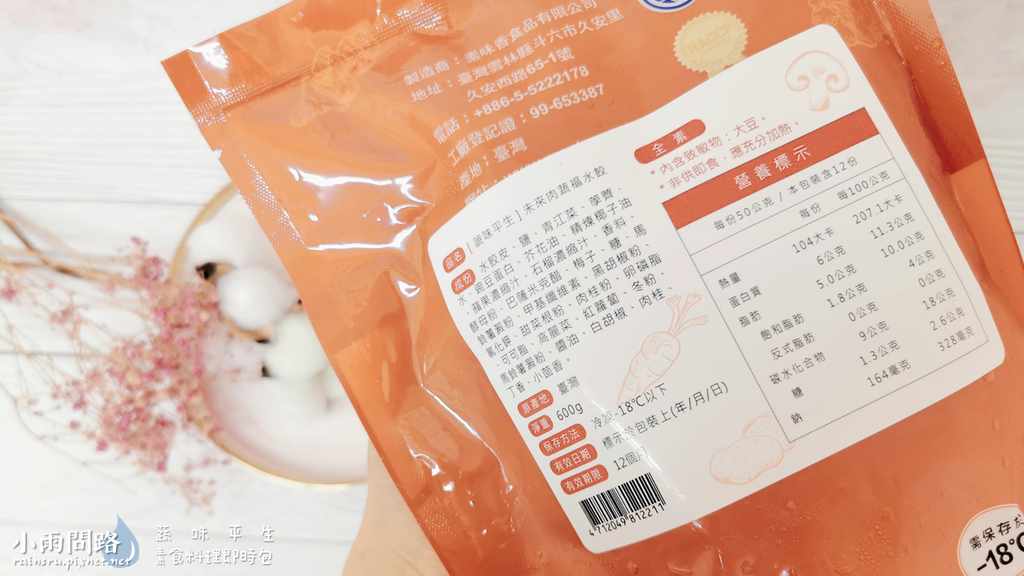 製造商：素味香食品有限公司
地址：臺灣雲林縣斗六市久安里
久安西路65-1號
電話：+886-5-5222178
工廠登記證：99-653387
產地：臺灣
HACCP
全素
*內含致敏物：大豆。
*非供即食，應充分加熱。
品名 [蔬味平生]未來肉蔬福水餃
成份 水餃皮、鹽、青江菜、荸薺、
水、豌豆蛋白、芥花油、精煉椰子油
蘋果濃縮汁、石榴濃縮汁、香料、
酵母粉、巴薩米克醋、梅子、糖、馬
鈴薯澱粉、甲基纖維素、黑胡椒粉、
氯化鉀、甜菜根粉、肉桂粉、卵磷脂
可可脂、高麗菜、紅蘿蔔、冬粉、
馬鈴薯澱粉、醬油、白胡椒、肉桂、
丁香、小茴香。
原產地 臺灣
淨重 600g
保存方法 冷凍-18℃以下
有效日期 標示於包裝上(年/月/日)
有效期限 12個月
4712049812211
營養標示
每份50公克 / 本包裝含12份
每份 每100公克
熱量 104大卡 207.1大卡
蛋白質 6公克 11.3公克
脂肪 5.0公克 10.0公克
飽和脂肪 1.8公克 4公克
反式脂肪 0公克 0公克
碳水化合物 9公克 18公克
糖 1.3公克 2.6公克
鈉 164毫克 328毫克
需保存於
-18℃
小雨問路
rainsru.pixnet.net
蔬味平生
素食料理即時包